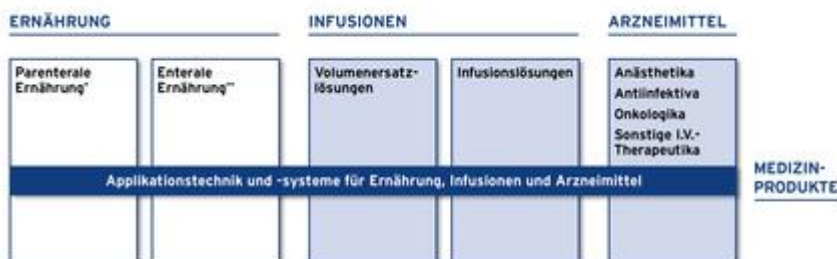 ERNÄHRUNG
INFUSIONEN
ARZNEIMITTEL
Parenterale
Ernährung*
Enterale
Ernährung**
Volumenersatz-
lösungen
Infusionslösungen
Anästhetika
Antiinfektiva
Onkologika
Sonstige I.V.-
Therapeutika
Applikationstechnik und -systeme für Ernährung, Infusionen und Arzneimittel
MEDIZIN-
PRODUKTE